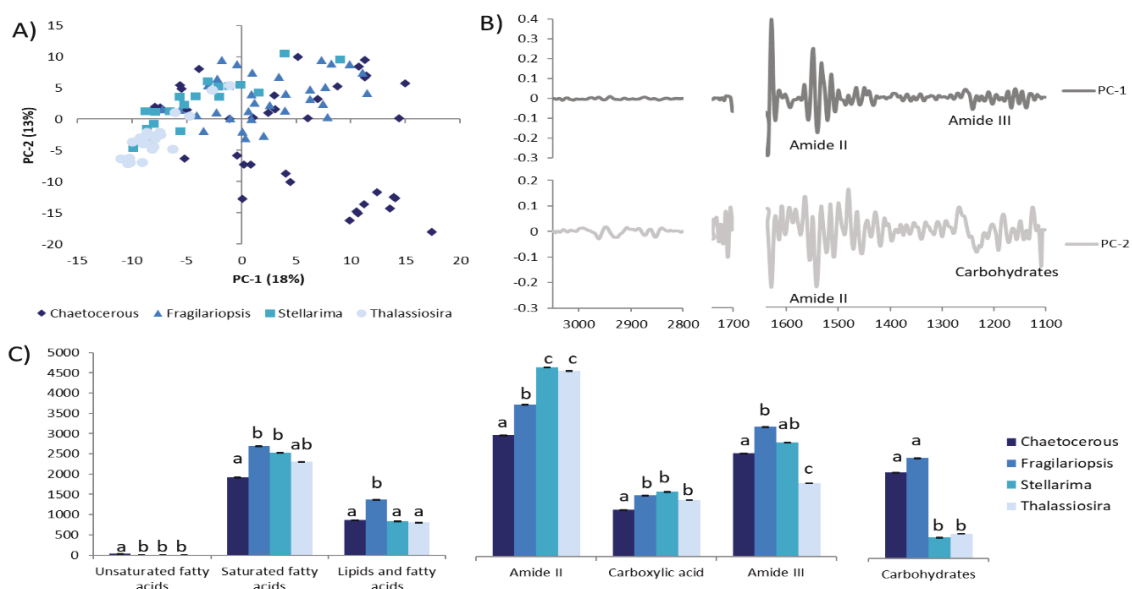 A)
15
10
5
0
-5
-10
-15
-20
PC-2 (13%)
-15 -10 -5 0 5 10 15 20
PC-1 (18%)
Chaetocerous Fragilariopsis Stellarima Thalassiosira
B)
0.4
0.3
0.2
0.1
0
-0.1
-0.2
-0.3
PC-1
Amide II
Amide III
0.4
0.2
0
-0.1
-0.2
-0.3
PC-2
Carbohydrates
Amide II
3000 2900 2800 1700 1600 1500 1400 1300 1200 1100
C)
5000
4500
4000
3500
3000
2500
2000
1500
1000
500
0
a b b b
a b b ab
a b a a
a b c c
a b b b
a b ab c
a a b b
Unsaturated fatty acids
Saturated fatty acids
Lipids and fatty acids
Amide II
Carboxylic acid
Amide III
Carbohydrates
Chaetocerous
Fragilariopsis
Stellarima
Thalassiosira